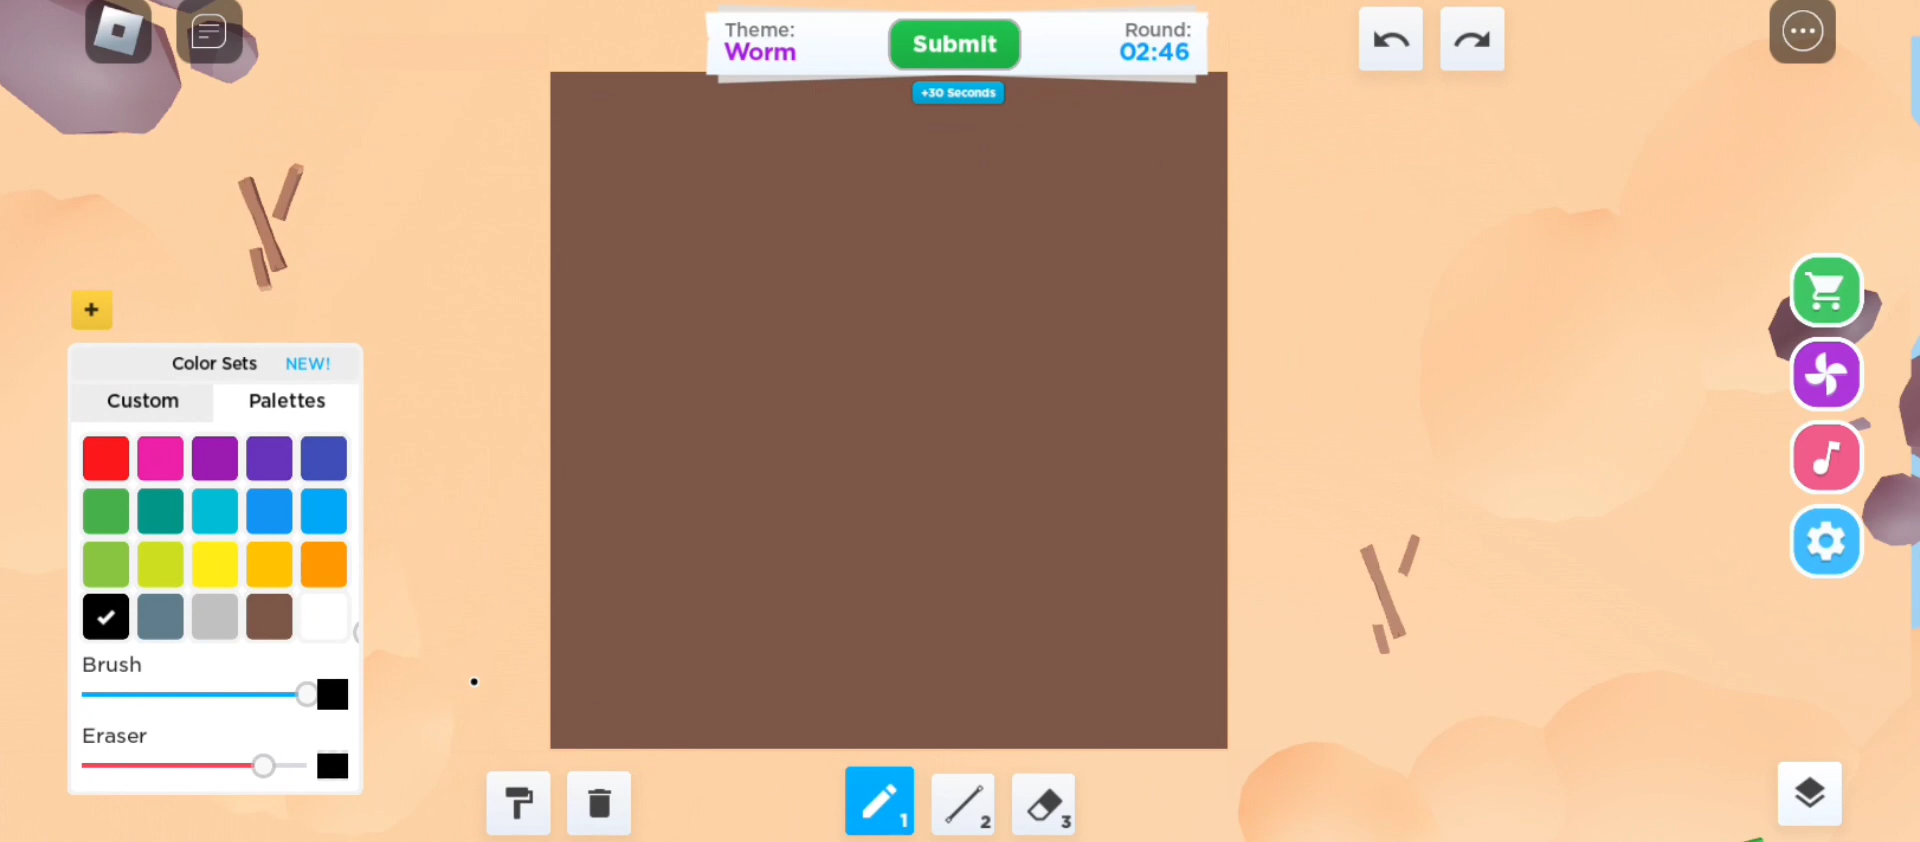 Theme:
Worm
Submit
Round:
02:46
+30 Seconds
+
Color Sets NEW!
Custom Palettes
Brush
Eraser
1
2
3